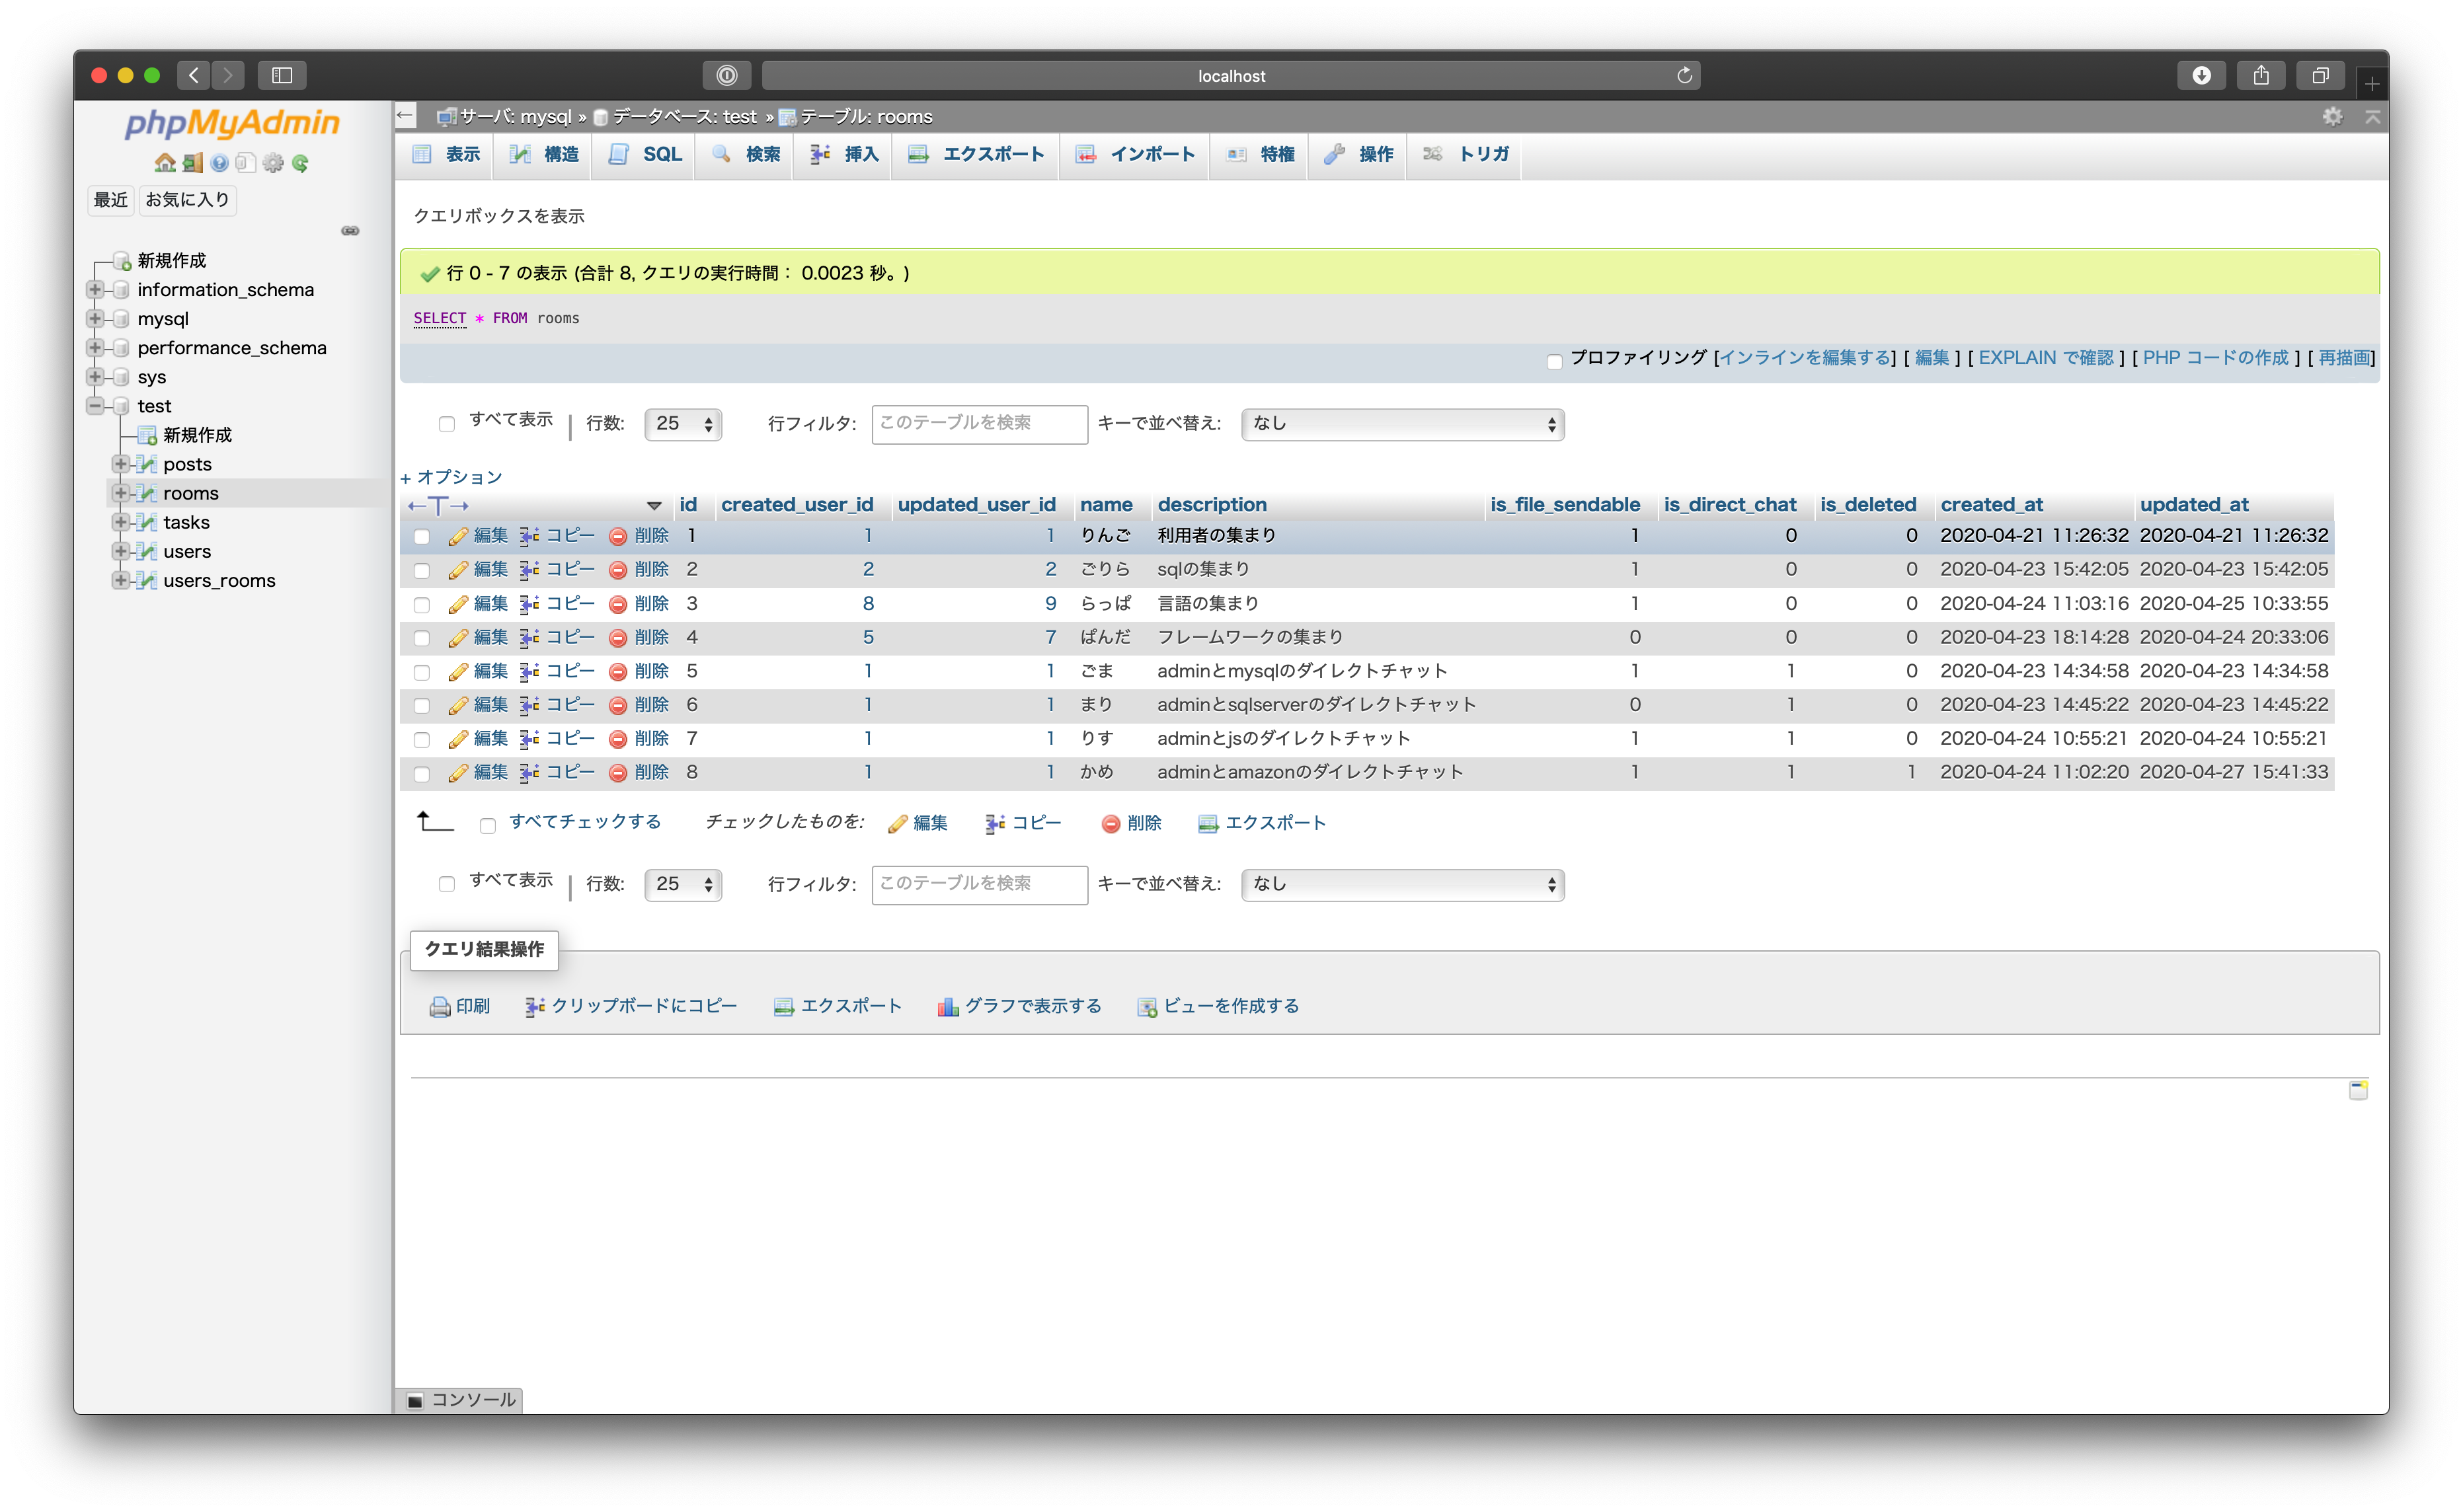 localhost
phpMyAdmin
最近 お気に入り
新規作成
information_schema
mysql
performance_schema
sys
test
新規作成
posts
rooms
tasks
users
users_rooms
サーバ: mysql » データベース: test » テーブル: rooms
表示 構造 SQL 検索 挿入 エクスポート インポート 特権 操作 トリガ
クエリボックスを表示
行 0 - 7 の表示 (合計 8, クエリの実行時間： 0.0023 秒。)
SELECT * FROM rooms
プロファイリング [インラインを編集する] [ 編集 ] [ EXPLAIN で確認 ] [ PHP コードの作成 ] [ 再描画]
すべて表示 | 行数: 25 行フィルタ: このテーブルを検索 キーで並べ替え: なし
+ オプション
←T→ id created_user_id updated_user_id name description is_file_sendable is_direct_chat is_deleted created_at updated_at
編集 コピー 削除 1 1 1 りんご 利用者の集まり 1 0 0 2020-04-21 11:26:32 2020-04-21 11:26:32
編集 コピー 削除 2 2 2 ごりら sqlの集まり 1 0 0 2020-04-23 15:42:05 2020-04-23 15:42:05
編集 コピー 削除 3 8 9 らっぱ 言語の集まり 1 0 0 2020-04-24 11:03:16 2020-04-25 10:33:55
編集 コピー 削除 4 5 7 ぱんだ フレームワークの集まり 0 0 0 2020-04-23 18:14:28 2020-04-24 20:33:06
編集 コピー 削除 5 1 1 ごま adminとmysqlのダイレクトチャット 1 1 0 2020-04-23 14:34:58 2020-04-23 14:34:58
編集 コピー 削除 6 1 1 まり adminとsqlserverのダイレクトチャット 0 1 0 2020-04-23 14:45:22 2020-04-23 14:45:22
編集 コピー 削除 7 1 1 りす adminとjsのダイレクトチャット 1 1 0 2020-04-24 10:55:21 2020-04-24 10:55:21
編集 コピー 削除 8 1 1 かめ adminとamazonのダイレクトチャット 1 1 1 2020-04-24 11:02:20 2020-04-27 15:41:33
すべてチェックする チェックしたものを: 編集 コピー 削除 エクスポート
すべて表示 | 行数: 25 行フィルタ: このテーブルを検索 キーで並べ替え: なし
クエリ結果操作
印刷 クリップボードにコピー エクスポート グラフで表示する ビューを作成する
コンソール